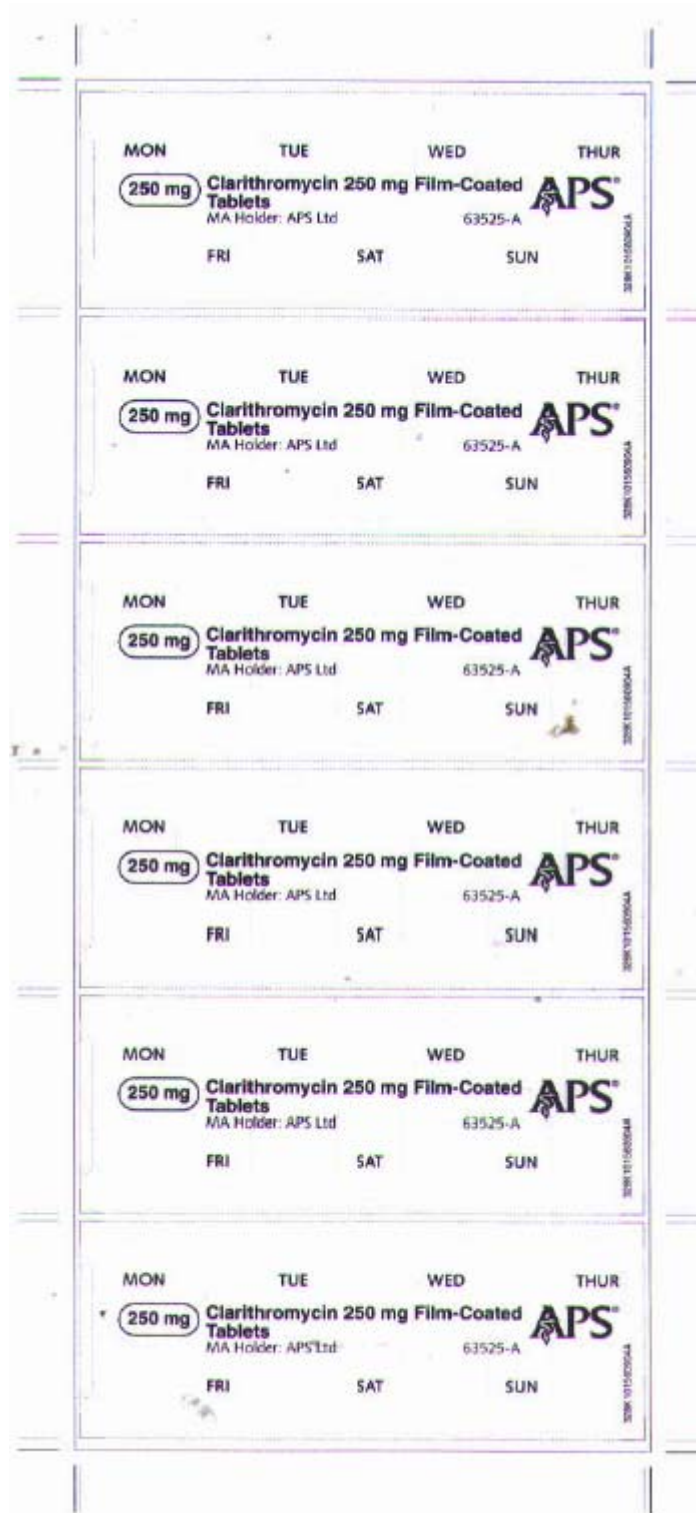 MON TUE WED THUR
250 mg Clarithromycin 250 mg Film-Coated APS®
Tablets
MA Holder: APS Ltd 63525-A
FRI SAT SUN
MON TUE WED THUR
250 mg Clarithromycin 250 mg Film-Coated APS®
Tablets
MA Holder: APS Ltd 63525-A
FRI SAT SUN
MON TUE WED THUR
250 mg Clarithromycin 250 mg Film-Coated APS®
Tablets
MA Holder: APS Ltd 63525-A
FRI SAT SUN
MON TUE WED THUR
250 mg Clarithromycin 250 mg Film-Coated APS®
Tablets
MA Holder: APS Ltd 63525-A
FRI SAT SUN
MON TUE WED THUR
250 mg Clarithromycin 250 mg Film-Coated APS®
Tablets
MA Holder: APS Ltd 63525-A
FRI SAT SUN
MON TUE WED THUR
250 mg Clarithromycin 250 mg Film-Coated APS®
Tablets
MA Holder: APS Ltd 63525-A
FRI SAT SUN